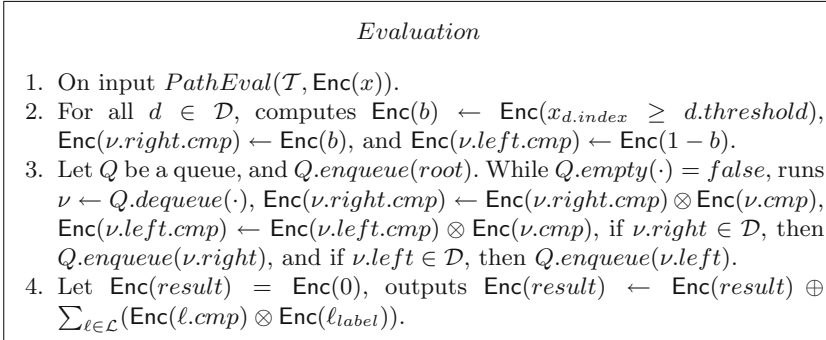 Evaluation
1. On input PathEval(𝒯, Enc(x)).
2. For all d ∈ 𝒟, computes Enc(b) ← Enc(x_{d.index} ≥ d.threshold),
Enc(ν.right.cmp) ← Enc(b), and Enc(ν.left.cmp) ← Enc(1 − b).
3. Let Q be a queue, and Q.enqueue(root). While Q.empty(·) = false, runs
ν ← Q.dequeue(·), Enc(ν.right.cmp) ← Enc(ν.right.cmp) ⊗ Enc(ν.cmp),
Enc(ν.left.cmp) ← Enc(ν.left.cmp) ⊗ Enc(ν.cmp), if ν.right ∈ 𝒟, then
Q.enqueue(ν.right), and if ν.left ∈ 𝒟, then Q.enqueue(ν.left).
4. Let Enc(result) = Enc(0), outputs Enc(result) ← Enc(result) ⊕
∑_{ℓ∈ℒ}(Enc(ℓ.cmp) ⊗ Enc(ℓ_{label})).